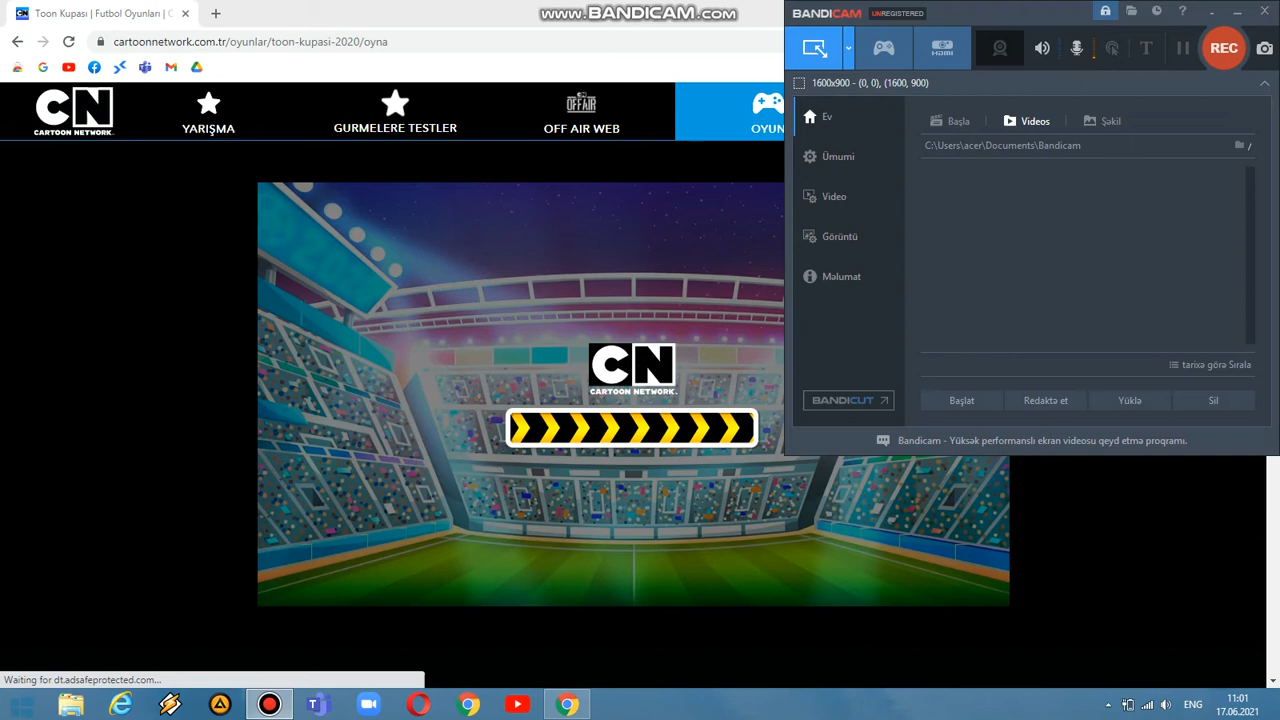 Toon Kupası | Futbol Oyunları | C
www.BANDICAM.com
BANDICAM UNREGISTERED
cartoonnetwork.com.tr/oyunlar/toon-kupasi-2020/oyna
HDMI
T
REC
1600x900 - (0, 0), (1600, 900)
CN
CARTOON NETWORK
YARIŞMA
GURMELERE TESTLER
OFF AIR
OFF AIR WEB
OYUN
Ev
Ümumi
Video
Görüntü
Məlumat
Başla
Videos
Şəkil
C:\Users\acer\Documents\Bandicam
/
tarixə görə Sırala
BANDICUT
Başlat
Redaktə et
Yüklə
Sil
Bandicam - Yüksək performanslı ekran videosu qeyd etmə proqramı.
CN
CARTOON NETWORK.
Waiting for dt.adsafeprotected.com...
ENG
11:01
17.06.2021